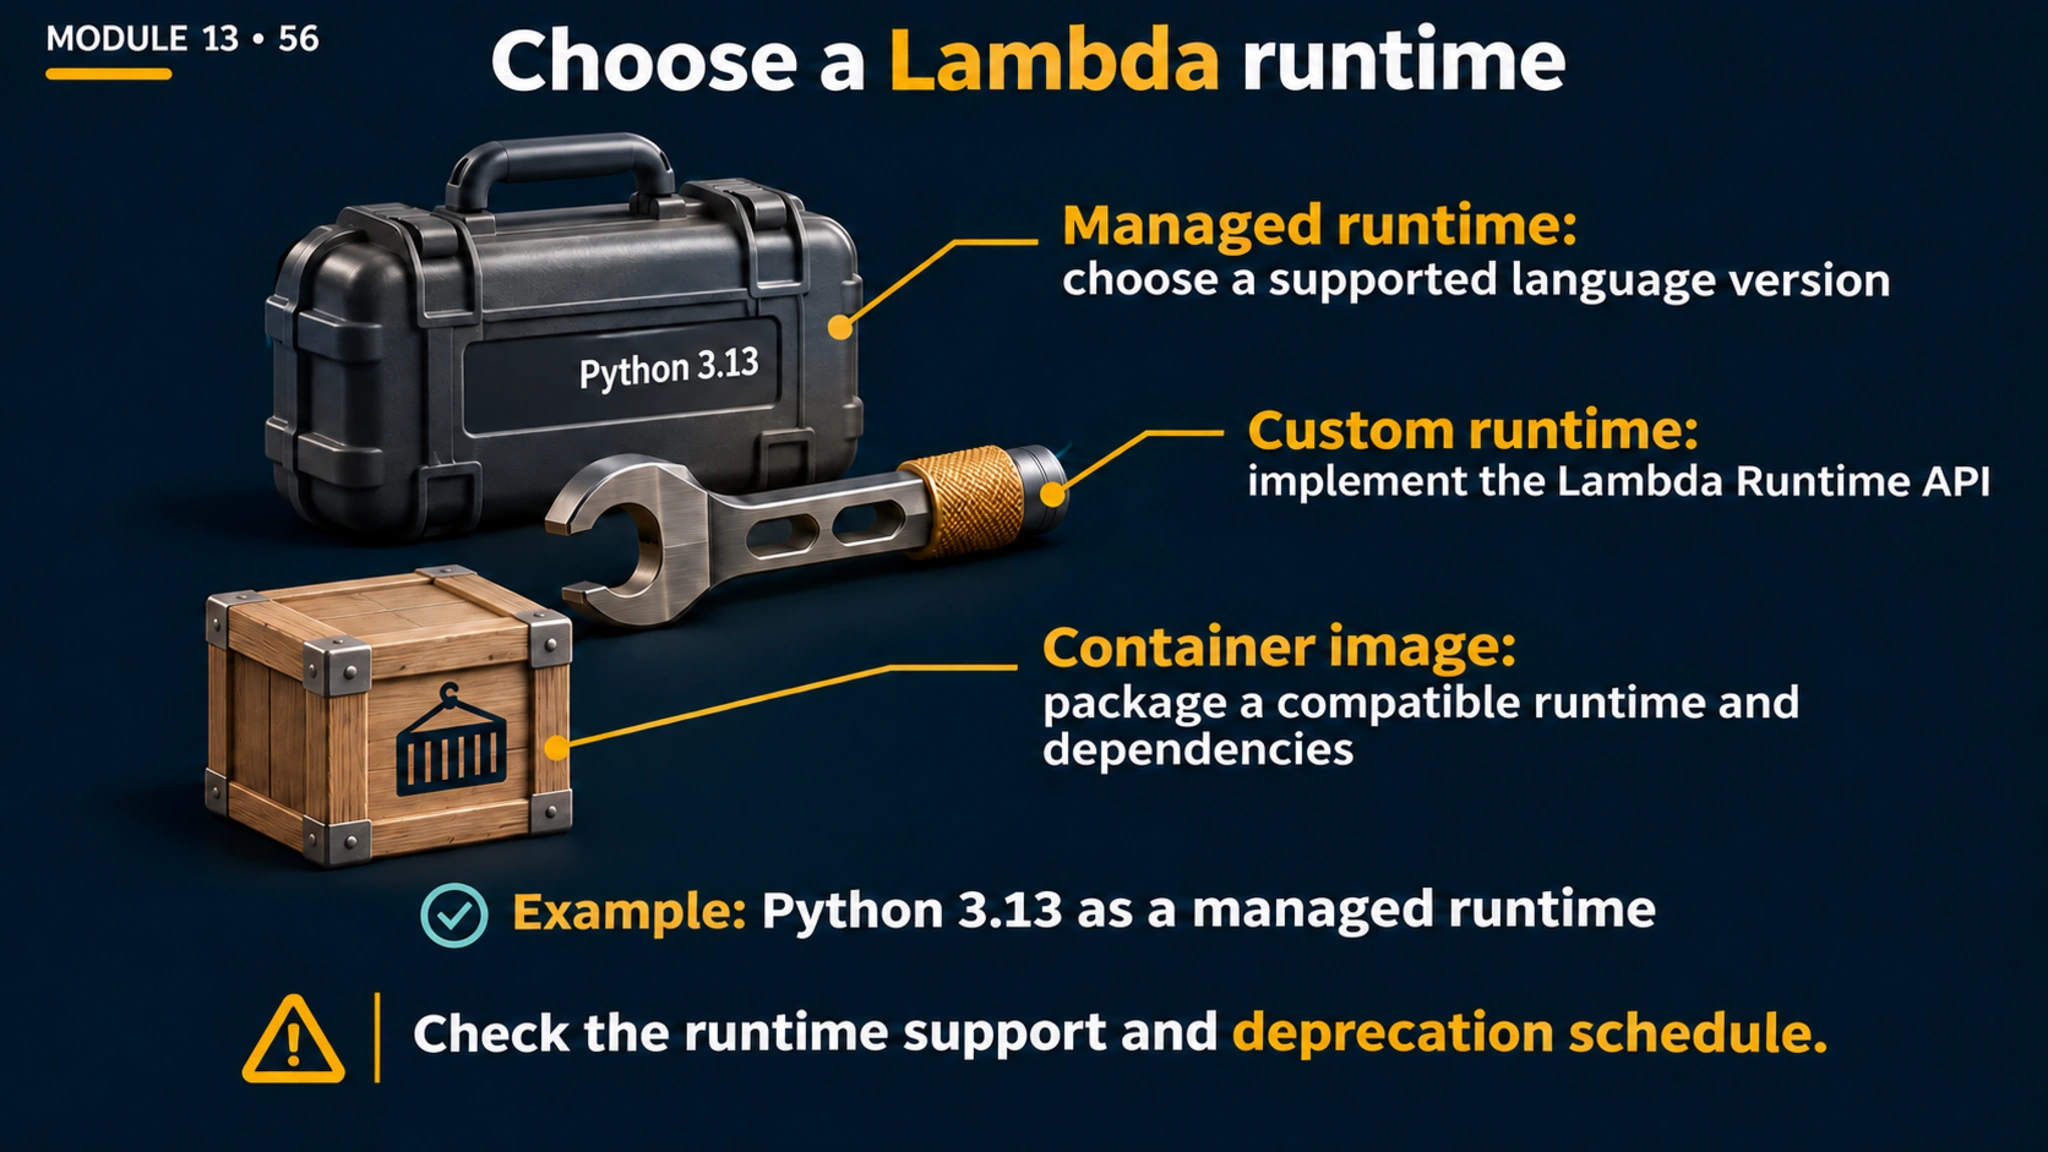 MODULE 13 • 56
Choose a Lambda runtime
Python 3.13
Managed runtime:
choose a supported language version
Custom runtime:
implement the Lambda Runtime API
Container image:
package a compatible runtime and
dependencies
Example: Python 3.13 as a managed runtime
Check the runtime support and deprecation schedule.